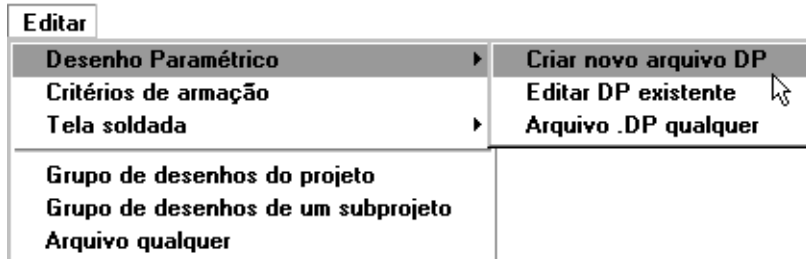 Editar
Desenho Paramétrico
Critérios de armação
Tela soldada
Criar novo arquivo DP
Editar DP existente
Arquivo .DP qualquer
Grupo de desenhos do projeto
Grupo de desenhos de um subprojeto
Arquivo qualquer